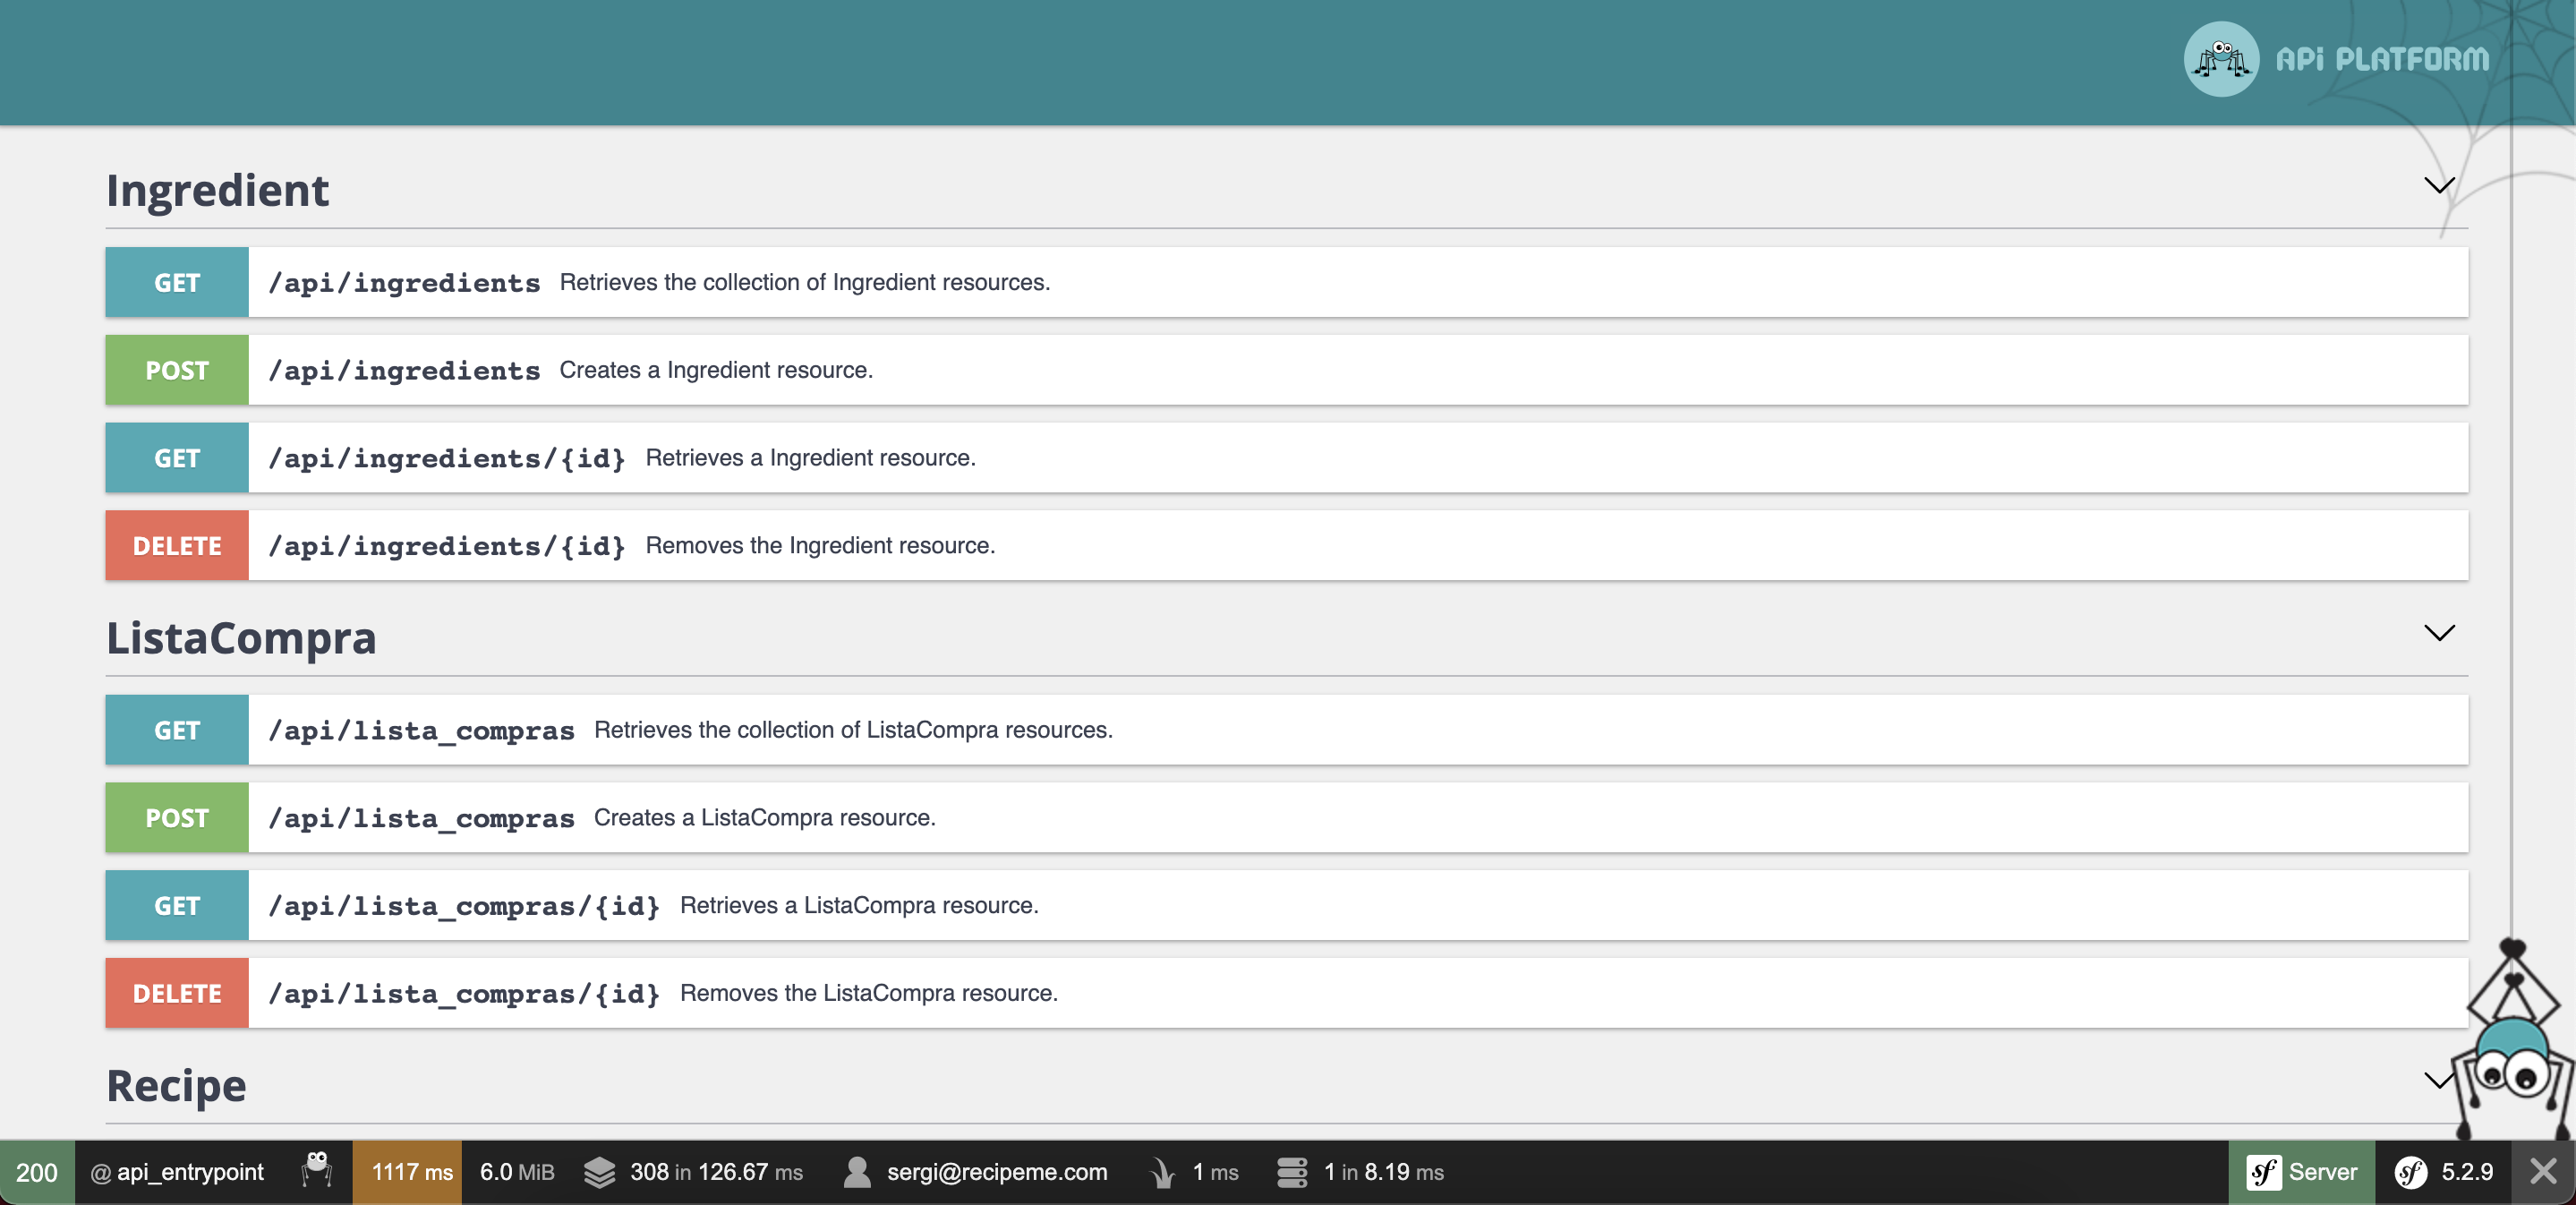 APi PLATFORM
Ingredient
GET /api/ingredients Retrieves the collection of Ingredient resources.
POST /api/ingredients Creates a Ingredient resource.
GET /api/ingredients/{id} Retrieves a Ingredient resource.
DELETE /api/ingredients/{id} Removes the Ingredient resource.
ListaCompra
GET /api/lista_compras Retrieves the collection of ListaCompra resources.
POST /api/lista_compras Creates a ListaCompra resource.
GET /api/lista_compras/{id} Retrieves a ListaCompra resource.
DELETE /api/lista_compras/{id} Removes the ListaCompra resource.
Recipe
200 @ api_entrypoint 1117 ms 6.0 MiB 308 in 126.67 ms sergi@recipeme.com 1 ms 1 in 8.19 ms sf Server sf 5.2.9